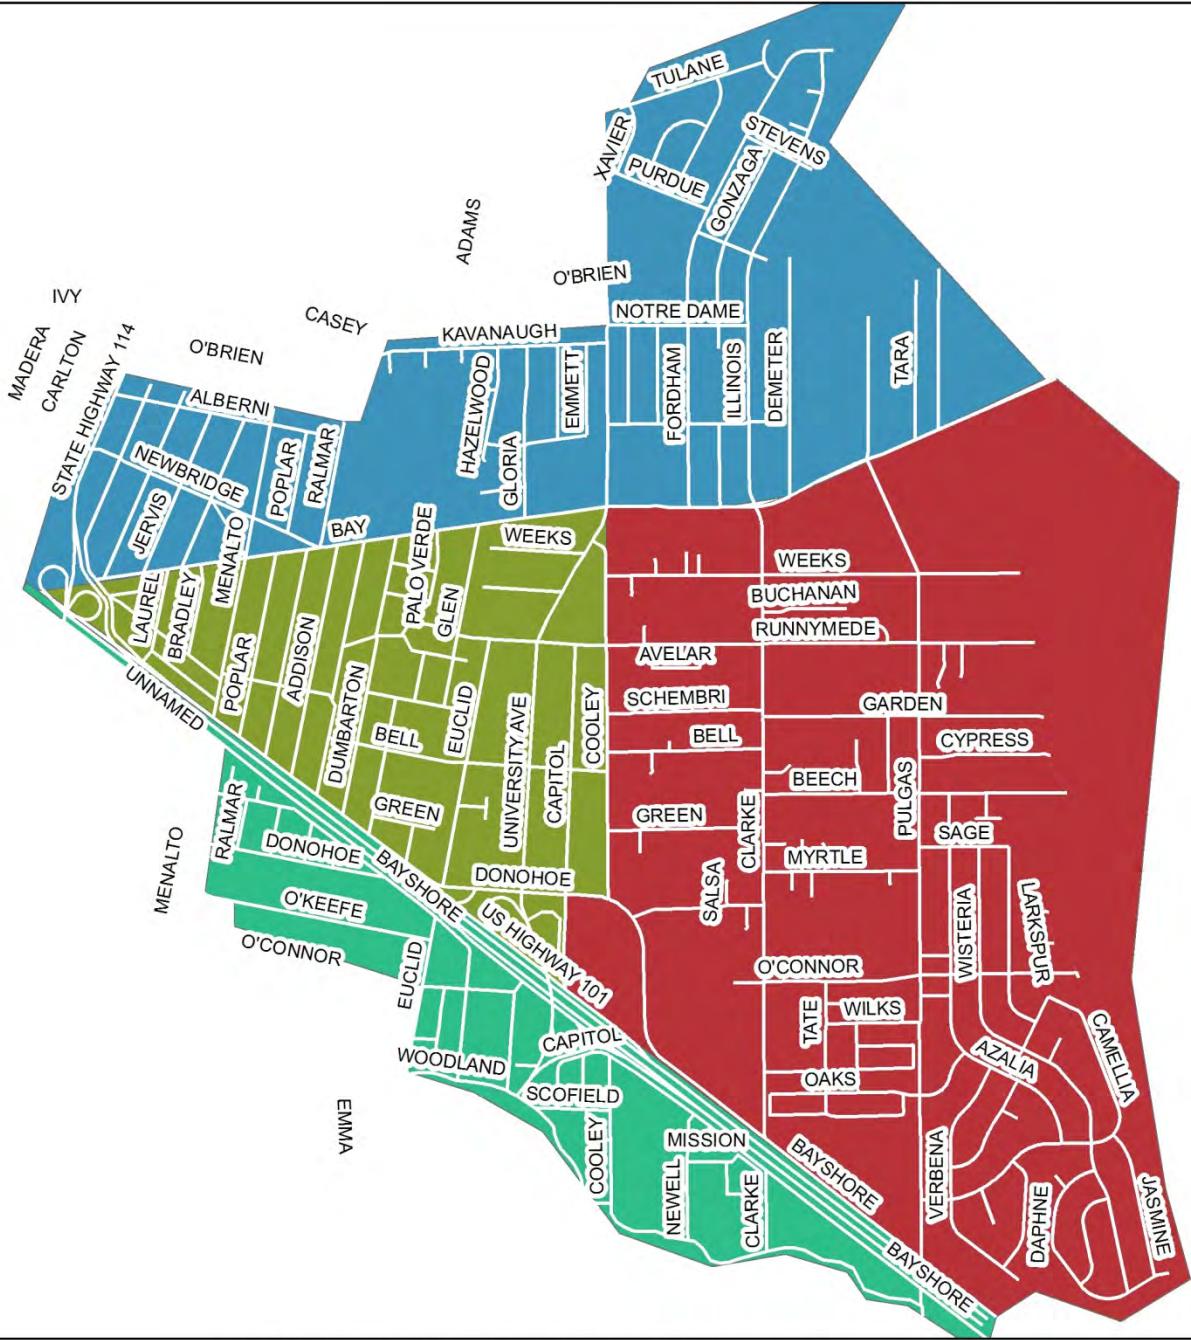 TULANE
XAVIER
STEVENS
PURDUE
GONZAGA
ADAMS
O'BRIEN
IVY
MADERA
CARLTON
STATE HIGHWAY 114
O'BRIEN
CASEY
KAVANAUGH
NOTRE DAME
ALBERNI
HAZELWOOD
EMMETT
FORDHAM
ILLINOIS
DEMETER
TARA
NEWBRIDGE
POPLAR
RALMAR
GLORIA
JERVIS
MENALTO
BAY
PALO VERDE
WEEKS
WEEKS
LAUREL
BRADLEY
GLEN
BUCHANAN
RUNNYMEDE
POPLAR
ADDISON
AVELAR
UNNAMED
DUMBARTON
EUCLID
UNIVERSITY AVE
COOLEY
SCHEMBRI
GARDEN
BELL
CAPITOL
BELL
CYPRESS
BEECH
PULGAS
RALMAR
GREEN
GREEN
CLARKE
SAGE
MENALTO
DONOHOE
BAYSHORE
DONOHOE
MYRTLE
SALSA
O'KEEFE
US HIGHWAY 101
WISTERIA
LARKSPUR
O'CONNOR
EUCLID
O'CONNOR
TATE
WILKS
WOODLAND
CAPITOL
AZALIA
CAMELLIA
OAKS
SCOFIELD
EMMA
COOLEY
MISSION
NEWELL
CLARKE
BAYSHORE
VERBENA
DAPHNE
JASMINE
BAYSHORE